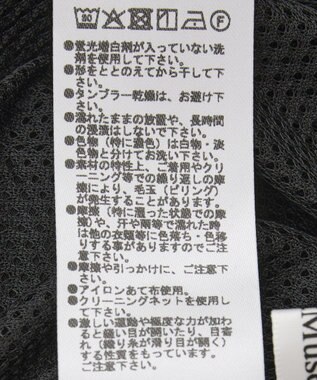 ●蛍光増白剤が入っていない洗
剤を使用して下さい。
●形をととのえてから干して下
さい。
●タンブラー乾燥は、お避け下
さい。
●濡れたままの放置や、長時間
の浸漬はしないで下さい。
●色物（特に濃色）は白物・淡
色物と分けてお洗い下さい。
●素材の特性上、ご着用やクリ
ーニング等での繰り返しの摩
擦により、毛玉（ピリング）
が発生することがあります。
●摩擦（特に湿った状態での摩
擦）や、汗や雨等で濡れた時
は他の衣類等に色落ち・色移
りする事がありますのでご注
意下さい。
●摩擦や引っかけに、ご注意下
さい。
●アイロンあて布使用。
●クリーニングネットを使用し
て下さい。
●激しい運動や極度な力が加わ
ると縫い目が開いたり、目寄
れ（織り糸が滑り目が開く）
する性質をもっています。
Muse